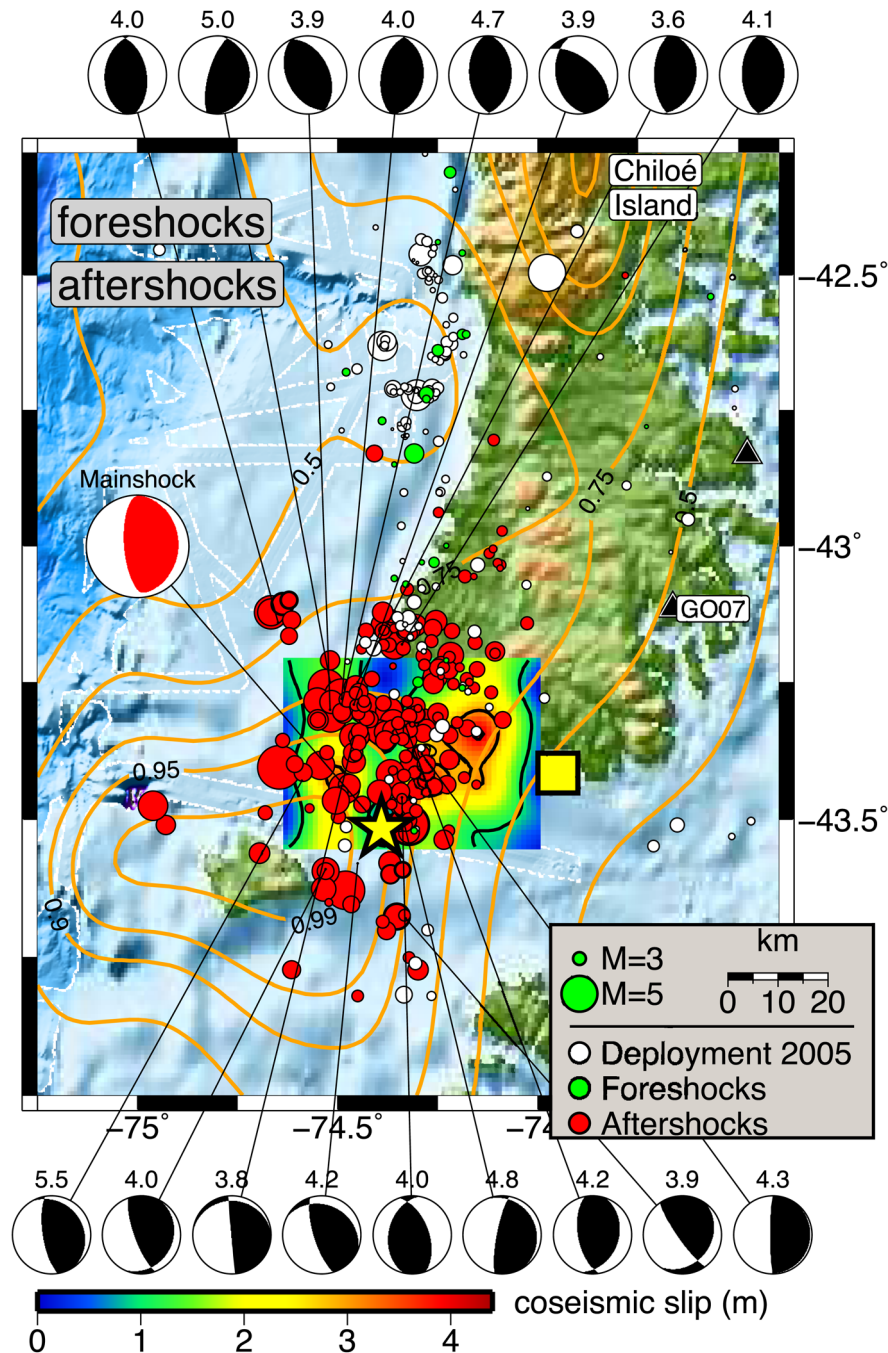 4.0 5.0 3.9 4.0 4.7 3.9 3.6 4.1
Chiloé
Island
foreshocks
aftershocks
−42.5°
Mainshock
0.5
0.75
0.5
−43°
0.75
GO07
0.95
−43.5°
0.9
0.99
km
M=3
M=5
0 10 20
Deployment 2005
Foreshocks
Aftershocks
−75° −74.5° −74
5.5 4.0 3.8 4.2 4.0 4.8 4.2 3.9 4.3
coseismic slip (m)
0 1 2 3 4